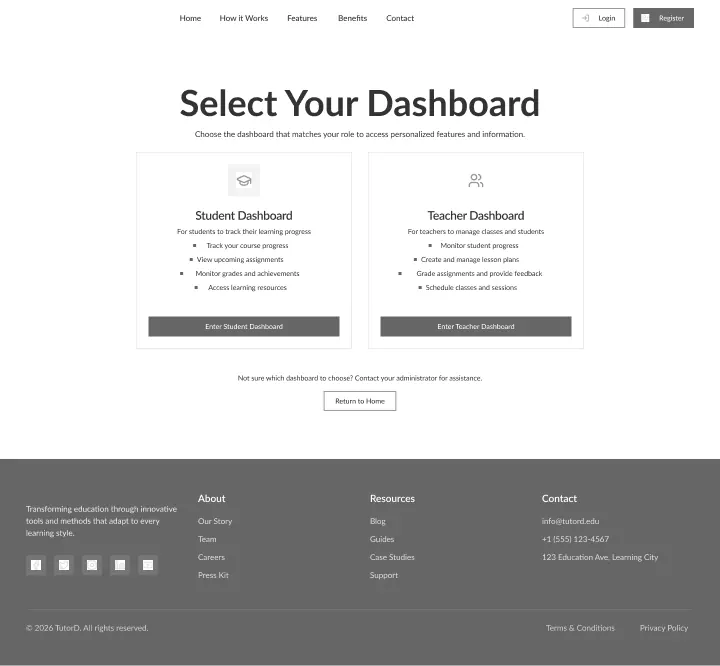 Home
How it Works
Features
Benefits
Contact
Login
Register
Select Your Dashboard
Choose the dashboard that matches your role to access personalized features and information.
Student Dashboard
For students to track their learning progress
Track your course progress
View upcoming assignments
Monitor grades and achievements
Access learning resources
Enter Student Dashboard
Teacher Dashboard
For teachers to manage classes and students
Monitor student progress
Create and manage lesson plans
Grade assignments and provide feedback
Schedule classes and sessions
Enter Teacher Dashboard
Not sure which dashboard to choose? Contact your administrator for assistance.
Return to Home
Transforming education through innovative
tools and methods that adapt to every
learning style.
About
Our Story
Team
Careers
Press Kit
Resources
Blog
Guides
Case Studies
Support
Contact
info@tutord.edu
+1 (555) 123-4567
123 Education Ave, Learning City
© 2026 TutorD. All rights reserved.
Terms & Conditions
Privacy Policy